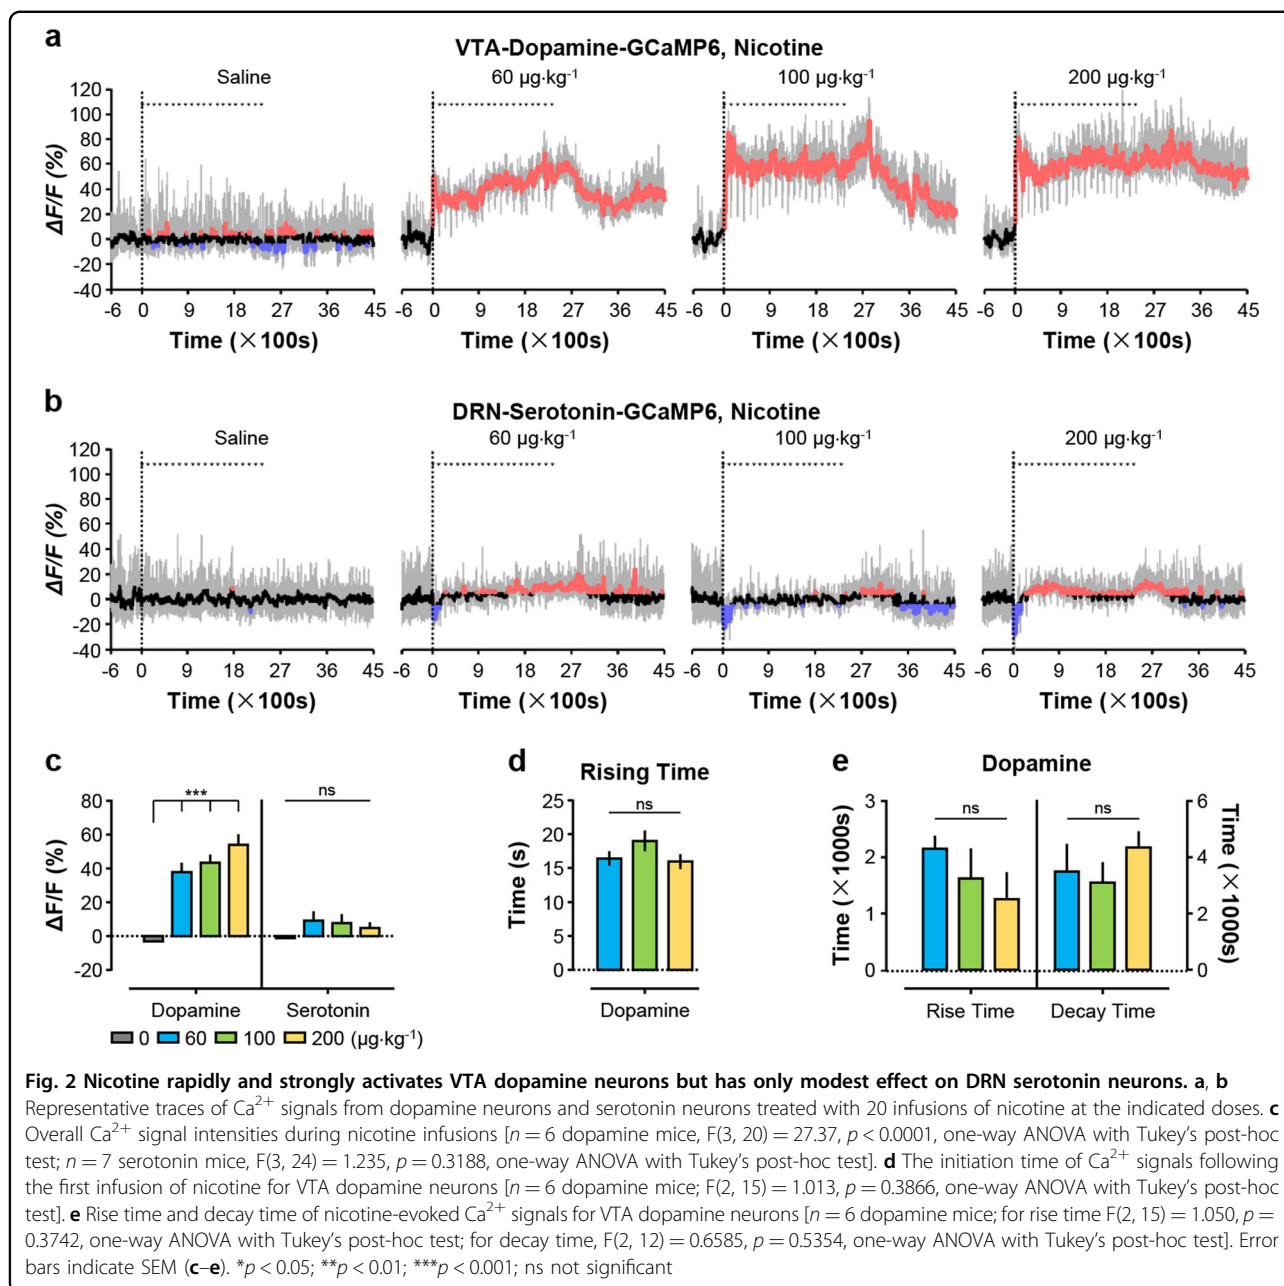 a
VTA-Dopamine-GCaMP6, Nicotine
Saline
60 µg·kg⁻¹
100 µg·kg⁻¹
200 µg·kg⁻¹
ΔF/F (%)
120
100
80
60
40
20
0
-20
-40
-6 0 9 18 27 36 45
-6 0 9 18 27 36 45
-6 0 9 18 27 36 45
-6 0 9 18 27 36 45
Time (×100s)
Time (×100s)
Time (×100s)
Time (×100s)
b
DRN-Serotonin-GCaMP6, Nicotine
Saline
60 µg·kg⁻¹
100 µg·kg⁻¹
200 µg·kg⁻¹
ΔF/F (%)
120
100
80
60
40
20
0
-20
-40
-6 0 9 18 27 36 45
-6 0 9 18 27 36 45
-6 0 9 18 27 36 45
-6 0 9 18 27 36 45
Time (×100s)
Time (×100s)
Time (×100s)
Time (×100s)
c
ΔF/F (%)
80
60
40
20
0
-20
***
ns
Dopamine
Serotonin
0 60 100 200 (µg·kg⁻¹)
d
Rising Time
Time (s)
25
20
15
10
5
0
ns
Dopamine
e
Dopamine
Time (×1000s)
3
2
1
0
ns
ns
6
4
2
0
Time (×1000s)
Rise Time
Decay Time
Fig. 2 Nicotine rapidly and strongly activates VTA dopamine neurons but has only modest effect on DRN serotonin neurons. a, b
Representative traces of Ca²⁺ signals from dopamine neurons and serotonin neurons treated with 20 infusions of nicotine at the indicated doses. c
Overall Ca²⁺ signal intensities during nicotine infusions [n = 6 dopamine mice, F(3, 20) = 27.37, p < 0.0001, one-way ANOVA with Tukey's post-hoc
test; n = 7 serotonin mice, F(3, 24) = 1.235, p = 0.3188, one-way ANOVA with Tukey's post-hoc test]. d The initiation time of Ca²⁺ signals following
the first infusion of nicotine for VTA dopamine neurons [n = 6 dopamine mice; F(2, 15) = 1.013, p = 0.3866, one-way ANOVA with Tukey's post-hoc
test]. e Rise time and decay time of nicotine-evoked Ca²⁺ signals for VTA dopamine neurons [n = 6 dopamine mice; for rise time F(2, 15) = 1.050, p =
0.3742, one-way ANOVA with Tukey's post-hoc test; for decay time, F(2, 12) = 0.6585, p = 0.5354, one-way ANOVA with Tukey's post-hoc test]. Error
bars indicate SEM (c–e). *p < 0.05; **p < 0.01; ***p < 0.001; ns not significant